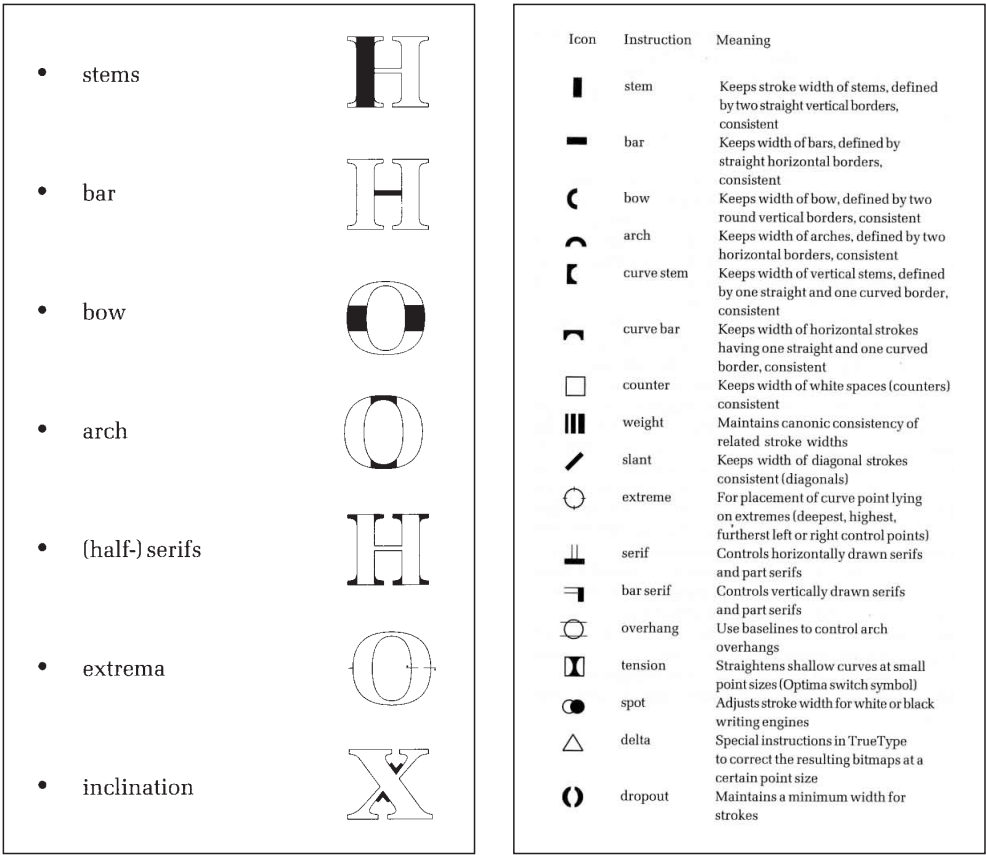 • stems
• bar
• bow
• arch
• (half-) serifs
• extrema
• inclination
Icon Instruction Meaning
stem Keeps stroke width of stems, defined
by two straight vertical borders,
consistent
bar Keeps width of bars, defined by
straight horizontal borders,
consistent
bow Keeps width of bow, defined by two
round vertical borders, consistent
arch Keeps width of arches, defined by two
horizontal borders, consistent
curve stem Keeps width of vertical stems, defined
by one straight and one curved border,
consistent
curve bar Keeps width of horizontal strokes
having one straight and one curved
border, consistent
counter Keeps width of white spaces (counters)
consistent
weight Maintains canonic consistency of
related stroke widths
slant Keeps width of diagonal strokes
consistent (diagonals)
extreme For placement of curve point lying
on extremes (deepest, highest,
furtherst left or right control points)
serif Controls horizontally drawn serifs
and part serifs
bar serif Controls vertically drawn serifs
and part serifs
overhang Use baselines to control arch
overhangs
tension Straightens shallow curves at small
point sizes (Optima switch symbol)
spot Adjusts stroke width for white or black
writing engines
delta Special instructions in TrueType
to correct the resulting bitmaps at a
certain point size
dropout Maintains a minimum width for
strokes